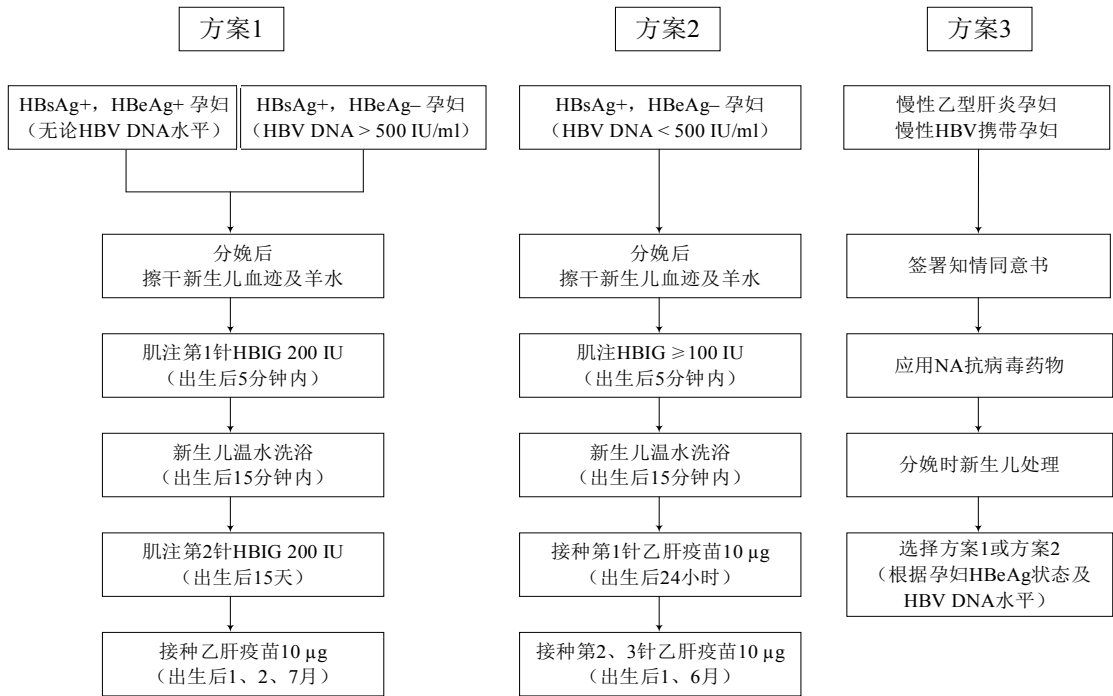 方案1
HBsAg+，HBeAg+ 孕妇
（无论HBV DNA水平）
HBsAg+，HBeAg– 孕妇
（HBV DNA > 500 IU/ml）
分娩后
擦干新生儿血迹及羊水
肌注第1针HBIG 200 IU
（出生后5分钟内）
新生儿温水洗浴
（出生后15分钟内）
肌注第2针HBIG 200 IU
（出生后15天）
接种乙肝疫苗10 µg
（出生后1、2、7月）
方案2
HBsAg+，HBeAg– 孕妇
（HBV DNA < 500 IU/ml）
分娩后
擦干新生儿血迹及羊水
肌注HBIG ≥100 IU
（出生后5分钟内）
新生儿温水洗浴
（出生后15分钟内）
接种第1针乙肝疫苗10 µg
（出生后24小时）
接种第2、3针乙肝疫苗10 µg
（出生后1、6月）
方案3
慢性乙型肝炎孕妇
慢性HBV携带孕妇
签署知情同意书
应用NA抗病毒药物
分娩时新生儿处理
选择方案1或方案2
（根据孕妇HBeAg状态及
HBV DNA水平）